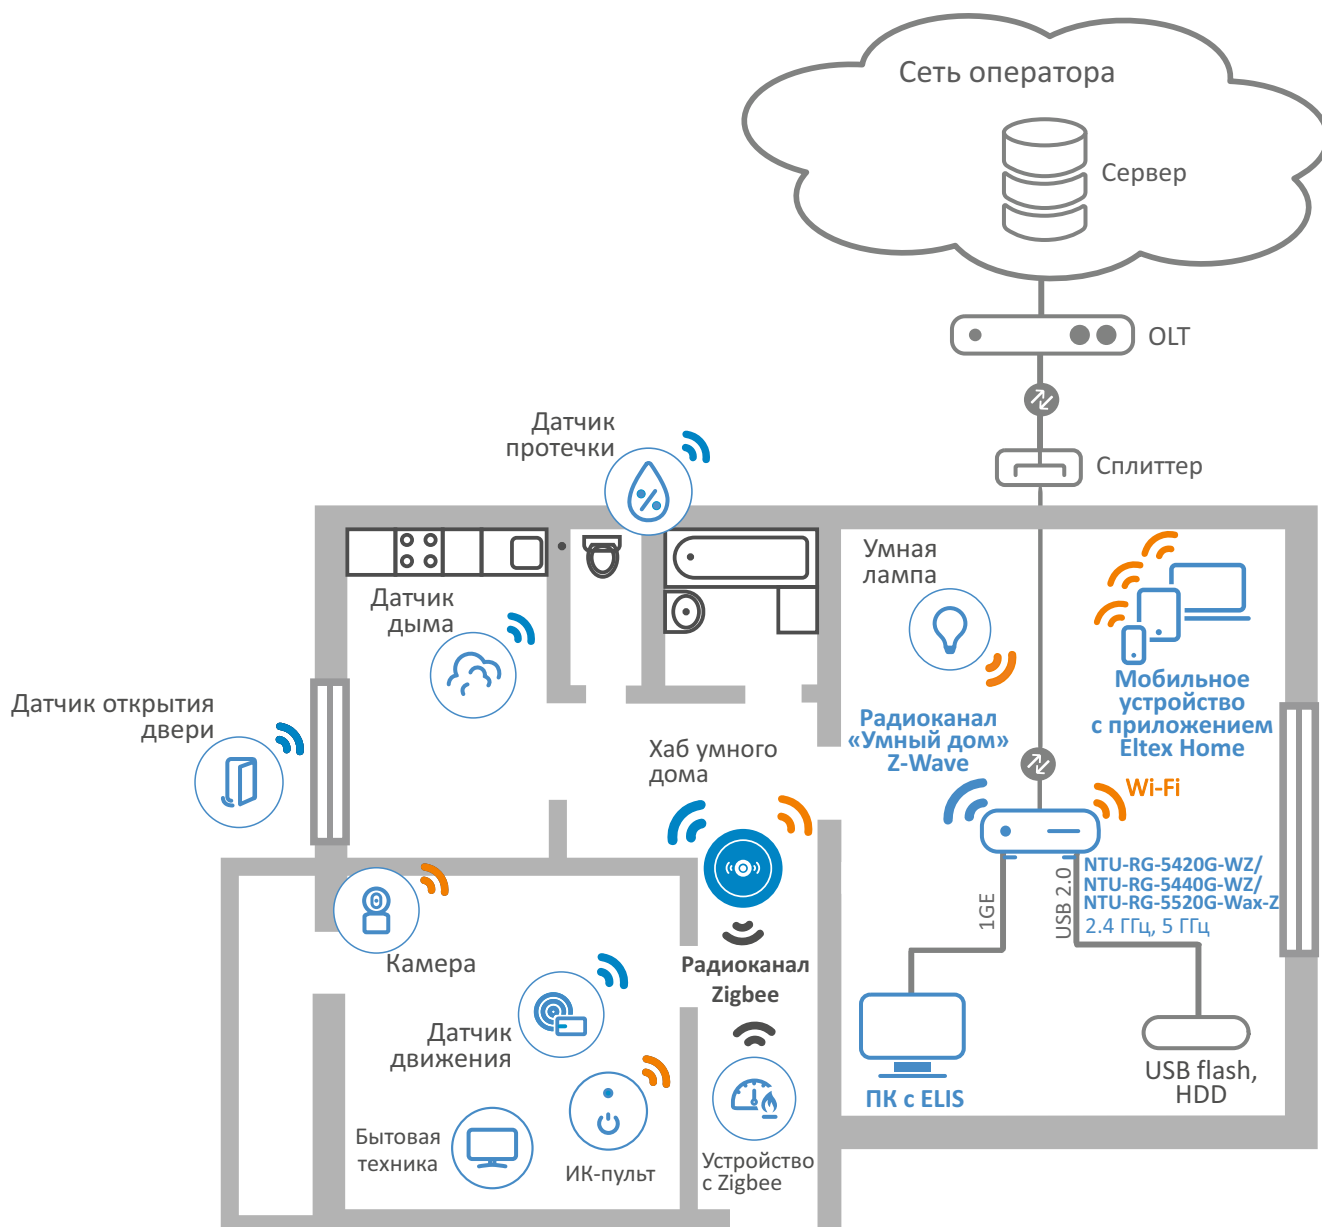 Сеть оператора
Сервер
OLT
Сплиттер
Датчик
протечки
Умная
лампа
Датчик
дыма
Мобильное
устройство
с приложением
Eltex Home
Датчик открытия
двери
Радиоканал
«Умный дом»
Z-Wave
Хаб умного
дома
Wi-Fi
NTU-RG-5420G-WZ/
NTU-RG-5440G-WZ/
NTU-RG-5520G-Wax-Z
2.4 ГГц, 5 ГГц
1GE
USB 2.0
Камера
Радиоканал
Zigbee
Датчик
движения
ПК с ELIS
USB flash,
HDD
Бытовая
техника
ИК-пульт
Устройство
с Zigbee